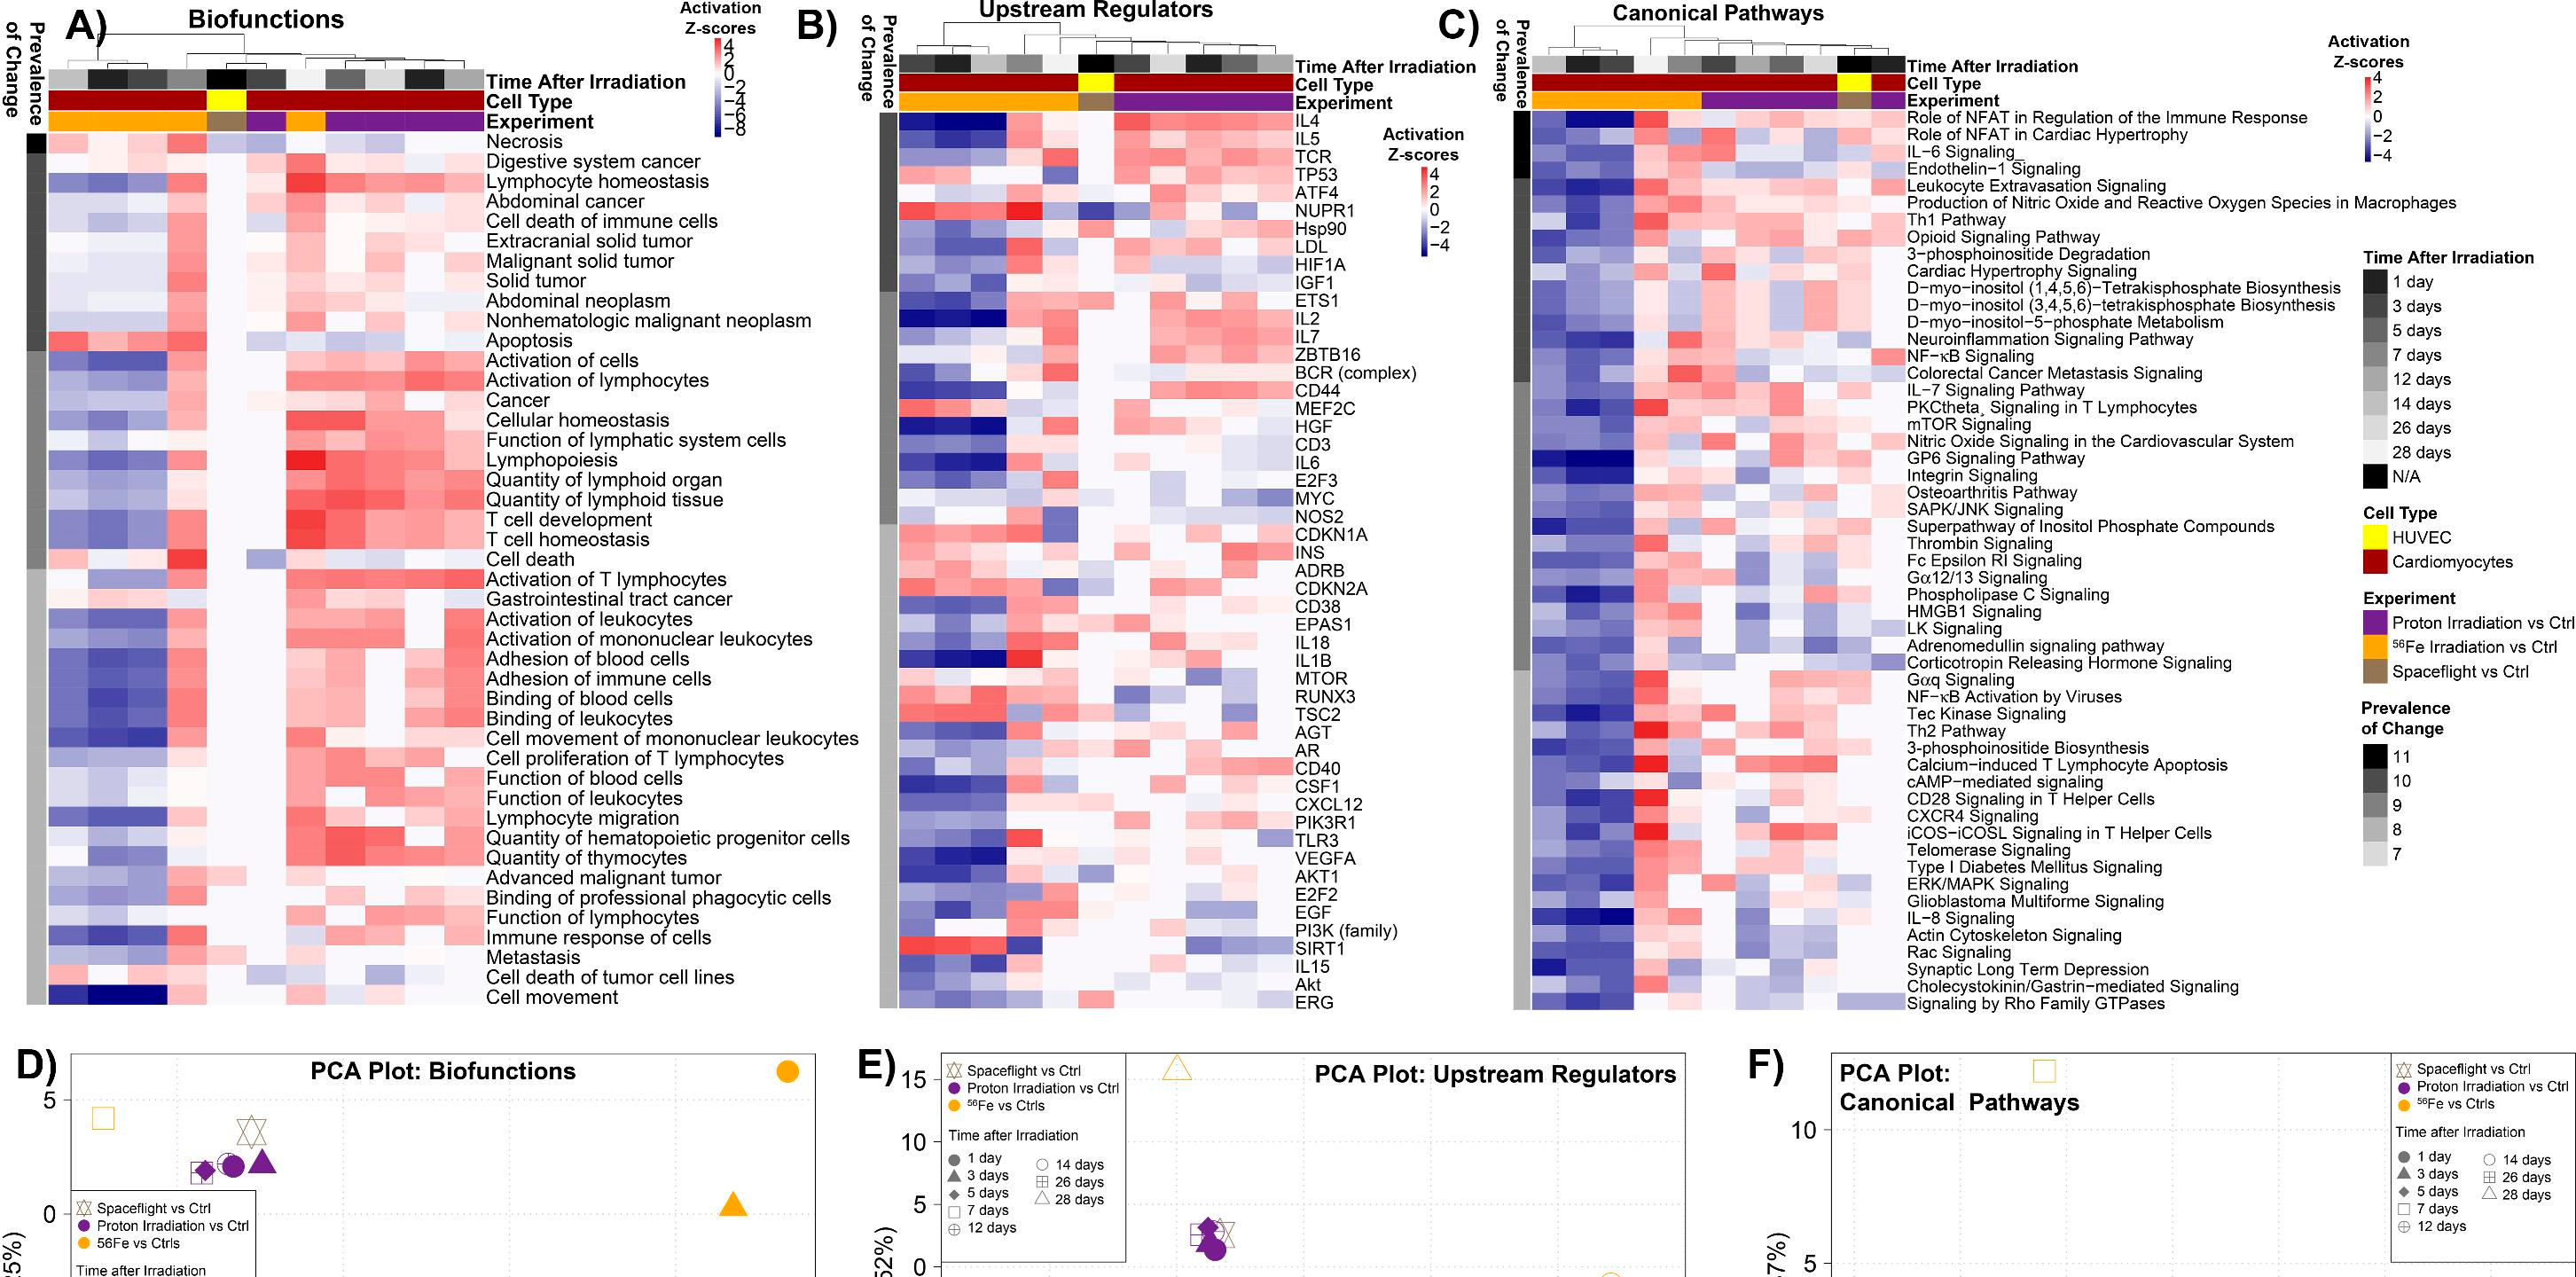 A)
Biofunctions
Prevalence
of Change
Activation
Z-scores
4
2
0
−2
−4
−6
−8
Time After Irradiation
Cell Type
Experiment
Necrosis
Digestive system cancer
Lymphocyte homeostasis
Abdominal cancer
Cell death of immune cells
Extracranial solid tumor
Malignant solid tumor
Solid tumor
Abdominal neoplasm
Nonhematologic malignant neoplasm
Apoptosis
Activation of cells
Activation of lymphocytes
Cancer
Cellular homeostasis
Function of lymphatic system cells
Lymphopoiesis
Quantity of lymphoid organ
Quantity of lymphoid tissue
T cell development
T cell homeostasis
Cell death
Activation of T lymphocytes
Gastrointestinal tract cancer
Activation of leukocytes
Activation of mononuclear leukocytes
Adhesion of blood cells
Adhesion of immune cells
Binding of blood cells
Binding of leukocytes
Cell movement of mononuclear leukocytes
Cell proliferation of T lymphocytes
Function of blood cells
Function of leukocytes
Lymphocyte migration
Quantity of hematopoietic progenitor cells
Quantity of thymocytes
Advanced malignant tumor
Binding of professional phagocytic cells
Function of lymphocytes
Immune response of cells
Metastasis
Cell death of tumor cell lines
Cell movement
B)
Upstream Regulators
Prevalence
of Change
Time After Irradiation
Cell Type
Experiment
Activation
Z-scores
4
2
0
−2
−4
IL4
IL5
TCR
TP53
ATF4
NUPR1
Hsp90
LDL
HIF1A
IGF1
ETS1
IL2
IL7
ZBTB16
BCR (complex)
CD44
MEF2C
HGF
CD3
IL6
E2F3
MYC
NOS2
CDKN1A
INS
ADRB
CDKN2A
CD38
EPAS1
IL18
IL1B
MTOR
RUNX3
TSC2
AGT
AR
CD40
CSF1
CXCL12
PIK3R1
TLR3
VEGFA
AKT1
E2F2
EGF
PI3K (family)
SIRT1
IL15
Akt
ERG
C)
Canonical Pathways
Prevalence
of Change
Time After Irradiation
Cell Type
Experiment
Activation
Z-scores
4
2
0
−2
−4
Role of NFAT in Regulation of the Immune Response
Role of NFAT in Cardiac Hypertrophy
IL−6 Signaling_
Endothelin−1 Signaling
Leukocyte Extravasation Signaling
Production of Nitric Oxide and Reactive Oxygen Species in Macrophages
Th1 Pathway
Opioid Signaling Pathway
3−phosphoinositide Degradation
Cardiac Hypertrophy Signaling
D−myo−inositol (1,4,5,6)−Tetrakisphosphate Biosynthesis
D−myo−inositol (3,4,5,6)−tetrakisphosphate Biosynthesis
D−myo−inositol−5−phosphate Metabolism
Neuroinflammation Signaling Pathway
NF−κB Signaling
Colorectal Cancer Metastasis Signaling
IL−7 Signaling Pathway
PKCtheta¸ Signaling in T Lymphocytes
mTOR Signaling
Nitric Oxide Signaling in the Cardiovascular System
GP6 Signaling Pathway
Integrin Signaling
Osteoarthritis Pathway
SAPK/JNK Signaling
Superpathway of Inositol Phosphate Compounds
Thrombin Signaling
Fc Epsilon RI Signaling
Gα12/13 Signaling
Phospholipase C Signaling
HMGB1 Signaling
LK Signaling
Adrenomedullin signaling pathway
Corticotropin Releasing Hormone Signaling
Gαq Signaling
NF−κB Activation by Viruses
Tec Kinase Signaling
Th2 Pathway
3−phosphoinositide Biosynthesis
Calcium−induced T Lymphocyte Apoptosis
cAMP−mediated signaling
CD28 Signaling in T Helper Cells
CXCR4 Signaling
iCOS−iCOSL Signaling in T Helper Cells
Telomerase Signaling
Type I Diabetes Mellitus Signaling
ERK/MAPK Signaling
Glioblastoma Multiforme Signaling
IL−8 Signaling
Actin Cytoskeleton Signaling
Rac Signaling
Synaptic Long Term Depression
Cholecystokinin/Gastrin−mediated Signaling
Signaling by Rho Family GTPases
Time After Irradiation
1 day
3 days
5 days
7 days
12 days
14 days
26 days
28 days
N/A
Cell Type
HUVEC
Cardiomyocytes
Experiment
Proton Irradiation vs Ctrl
⁵⁶Fe Irradiation vs Ctrl
Spaceflight vs Ctrl
Prevalence
of Change
11
10
9
8
7
D)
PCA Plot: Biofunctions
5
0
5%)
Spaceflight vs Ctrl
Proton Irradiation vs Ctrl
56Fe vs Ctrls
Time after Irradiation
E)
PCA Plot: Upstream Regulators
15
10
5
0
52%)
Spaceflight vs Ctrl
Proton Irradiation vs Ctrl
⁵⁶Fe vs Ctrls
Time after Irradiation
1 day
3 days
5 days
7 days
12 days
14 days
26 days
28 days
F)
PCA Plot:
Canonical Pathways
10
5
7%)
Spaceflight vs Ctrl
Proton Irradiation vs Ctrl
⁵⁶Fe vs Ctrls
Time after Irradiation
1 day
3 days
5 days
7 days
12 days
14 days
26 days
28 days